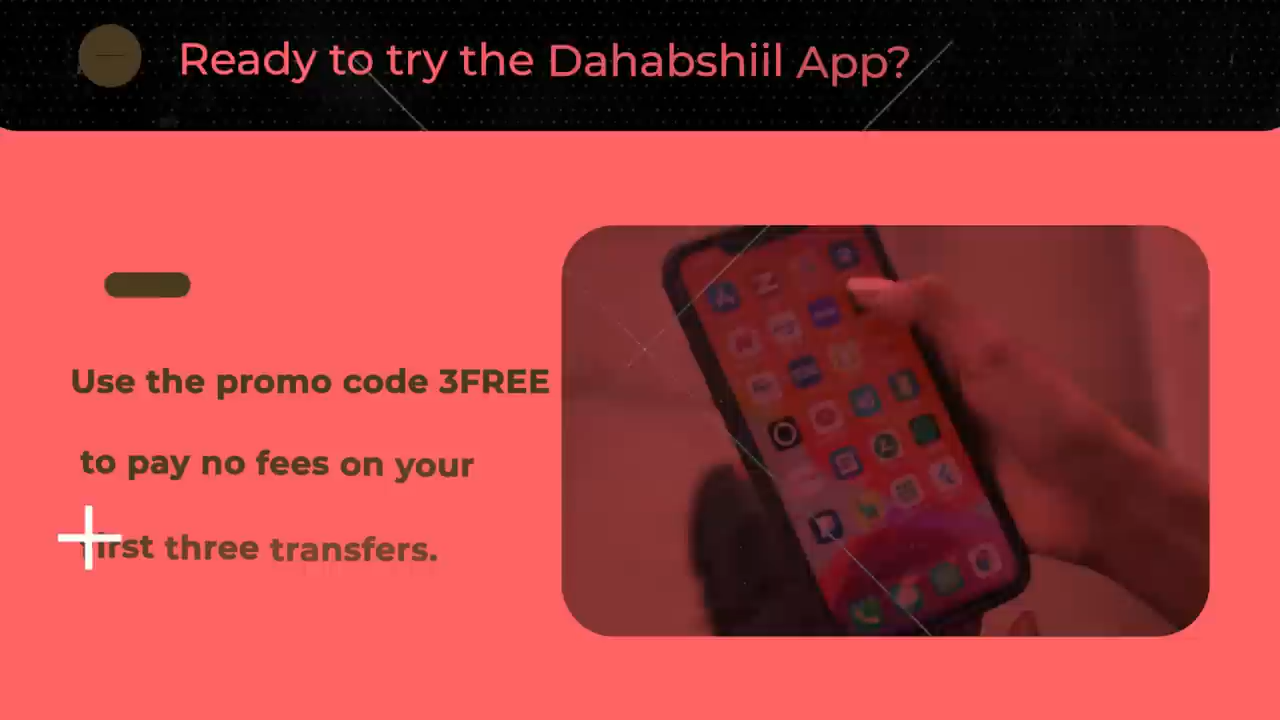 Ready to try the Dahabshiil App?
Use the promo code 3FREE
to pay no fees on your
first three transfers.